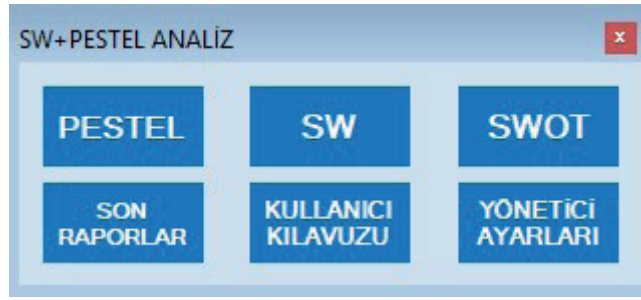 SW+PESTEL ANALİZ
x
PESTEL
SW
SWOT
SON
RAPORLAR
KULLANICI
KILAVUZU
YÖNETİCİ
AYARLARI